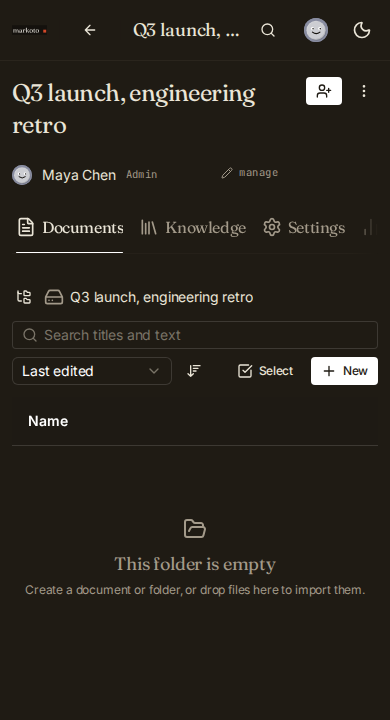 markoto
Q3 launch, ...
Q3 launch, engineering
retro
Maya Chen Admin manage
Documents Knowledge Settings
Q3 launch, engineering retro
Search titles and text
Last edited Select New
Name
This folder is empty
Create a document or folder, or drop files here to import them.